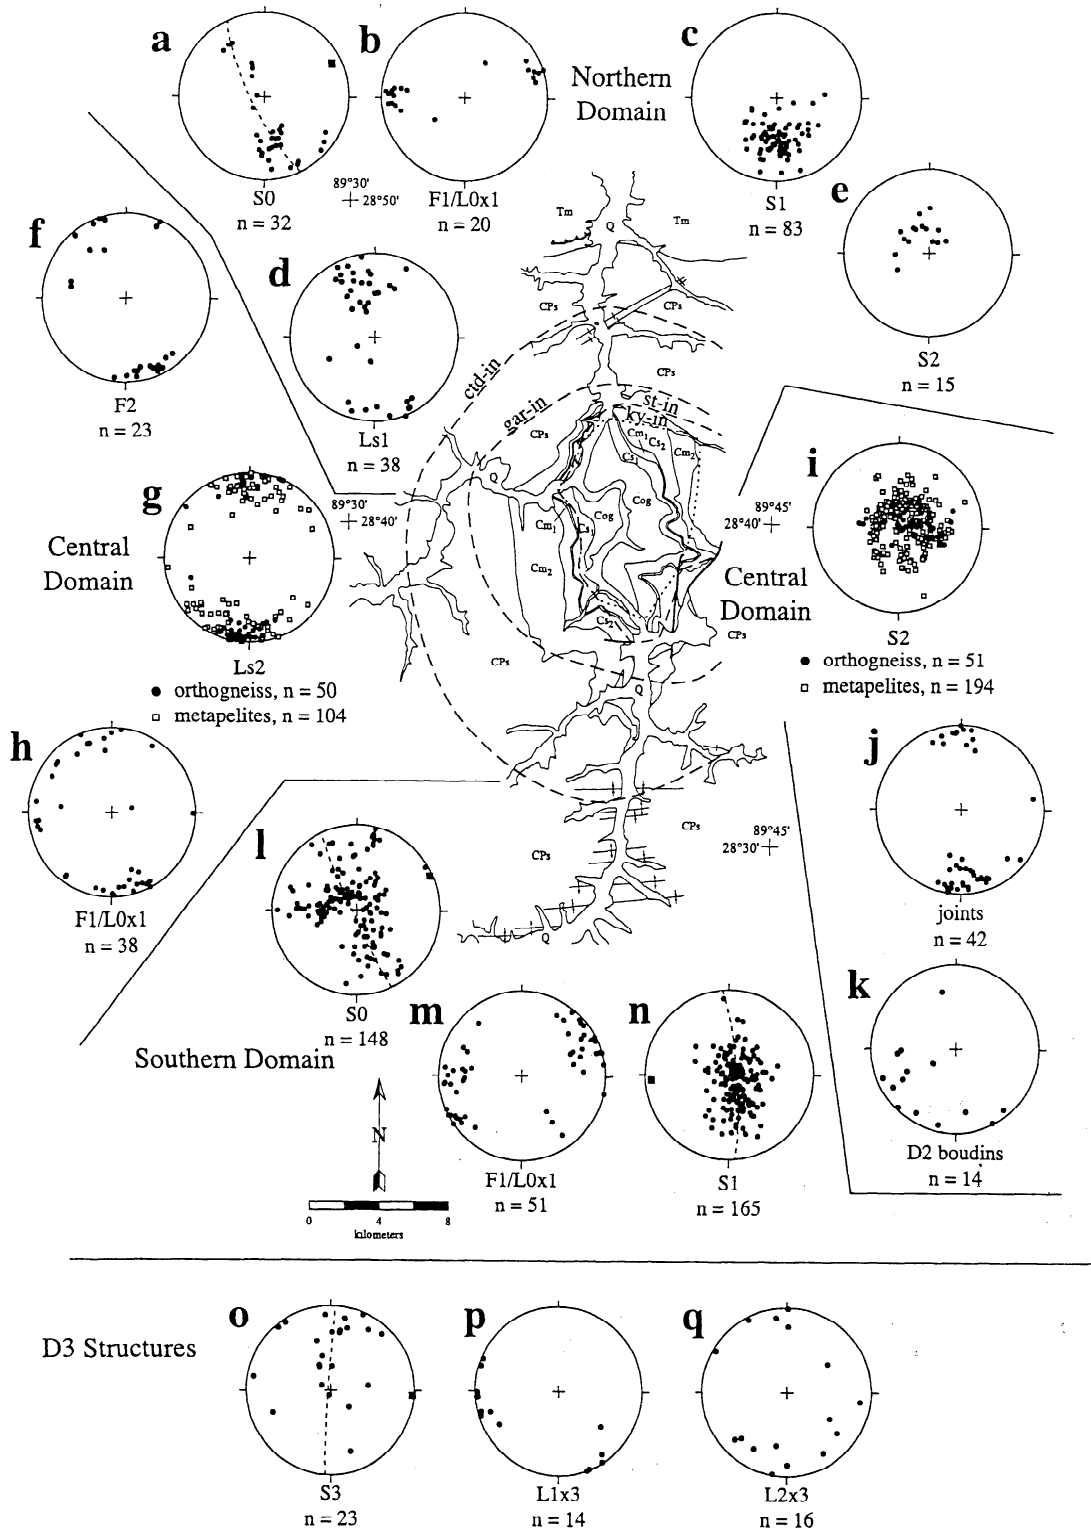 a
b
Northern
Domain
c
S0
n = 32
89°30'
28°50'
F1/L0x1
n = 20
S1
n = 83
e
S2
n = 15
f
F2
n = 23
d
Ls1
n = 38
Tm
Q
Tm
CPs
CPs
CPs
ctd-in
gar-in
st-in
ky-in
CPs
Cm1
Cs2
Cm2
Cs1
Q
Cog
Cog
Cm1
Cs1
Cm2
Cs2
CPs
CPs
Q
CPs
CPs
Q
g
Central
Domain
89°30'
28°40'
Ls2
● orthogneiss, n = 50
□ metapelites, n = 104
89°45'
28°40'
Central
Domain
i
S2
● orthogneiss, n = 51
□ metapelites, n = 194
h
F1/L0x1
n = 38
j
joints
n = 42
89°45'
28°30'
k
D2 boudins
n = 14
l
S0
n = 148
Southern Domain
m
F1/L0x1
n = 51
n
S1
n = 165
N
0 4 8
kilometers
D3 Structures
o
S3
n = 23
p
L1x3
n = 14
q
L2x3
n = 16